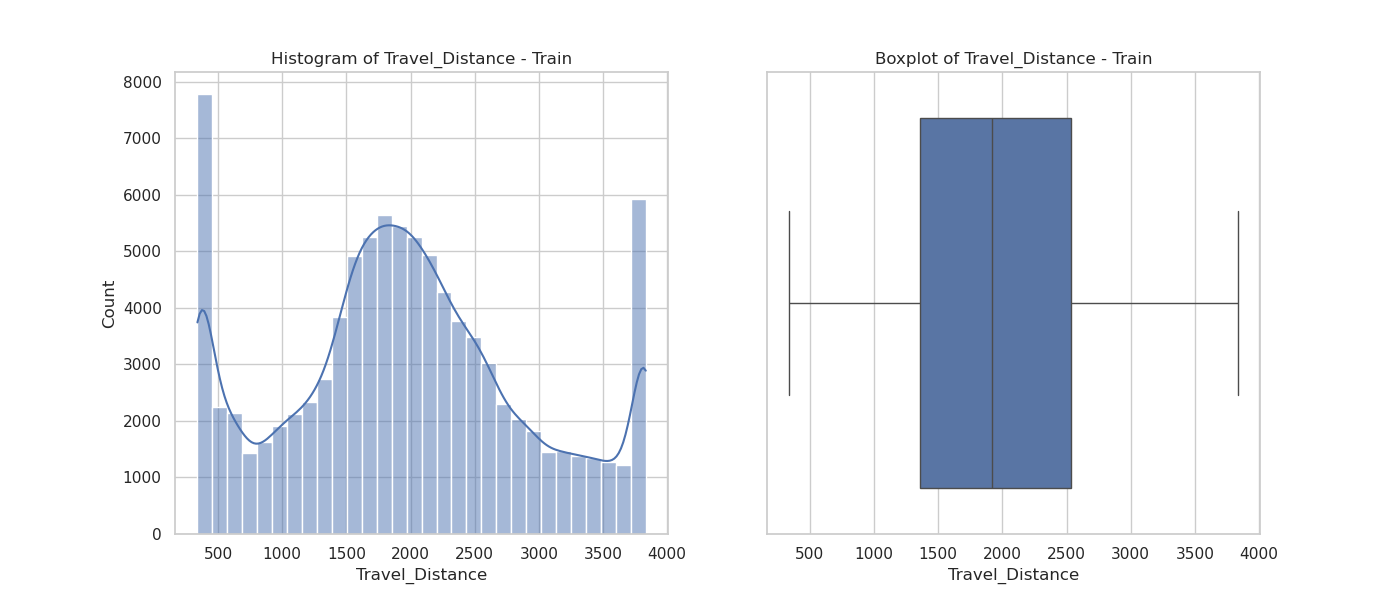 Histogram of Travel_Distance - Train
8000
7000
6000
5000
4000
3000
2000
1000
0
Count
500 1000 1500 2000 2500 3000 3500 4000
Travel_Distance
Boxplot of Travel_Distance - Train
500 1000 1500 2000 2500 3000 3500 4000
Travel_Distance